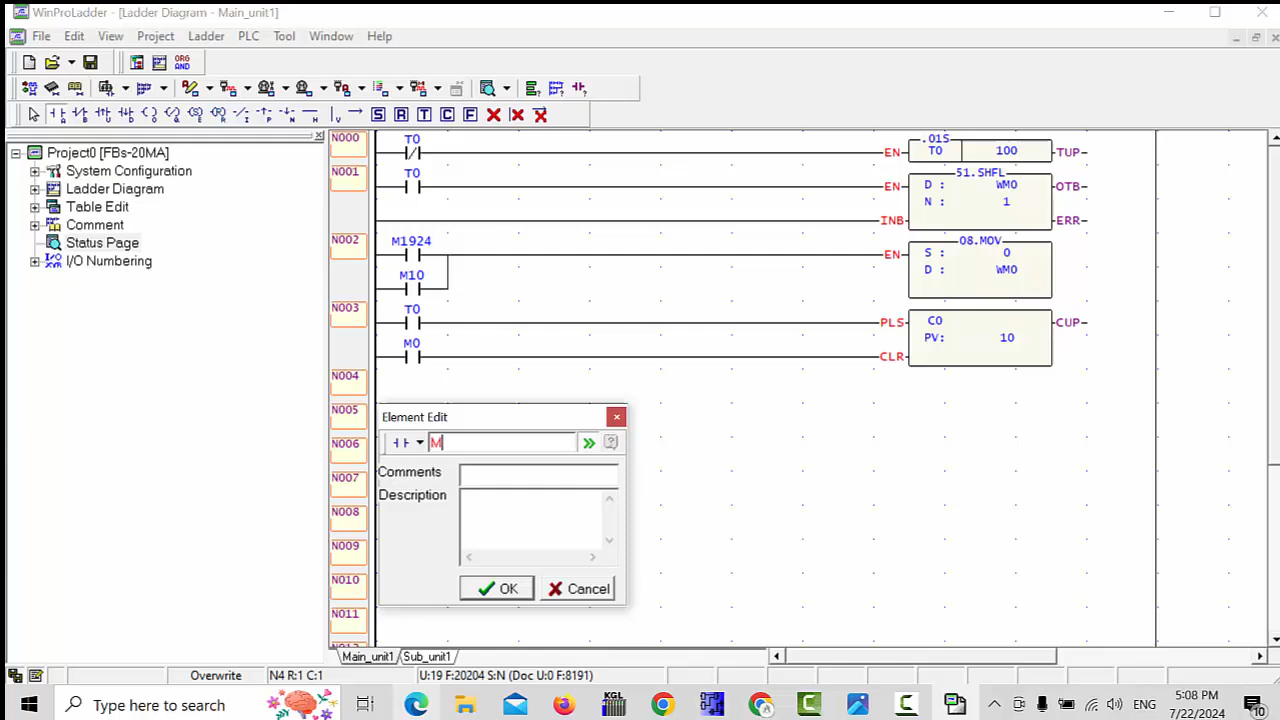 WinProLadder - [Ladder Diagram - Main_unit1]
File Edit View Project Ladder PLC Tool Window Help
ORG
AND
A B U D Q Q S R I P N H V
S R T C F
Project0 [FBs-20MA]
System Configuration
Ladder Diagram
Table Edit
Comment
Status Page
I/O Numbering
N000 T0 EN .01S T0 100 TUP
N001 T0 EN 51.SHFL D : WM0 OTB
N : 1
INB ERR
N002 M1924 EN 08.MOV S : 0
M10 D : WM0
N003 T0 PLS C0 CUP
PV: 10
M0 CLR
N004
N005
N006
N007
N008
N009
N010
N011
Element Edit
M
Comments
Description
OK Cancel
Main_unit1 Sub_unit1
Overwrite N4 R:1 C:1 U:19 F:20204 S:N (Doc U:0 F:8191)
Type here to search
KGL
ENG
5:08 PM
7/22/2024
10